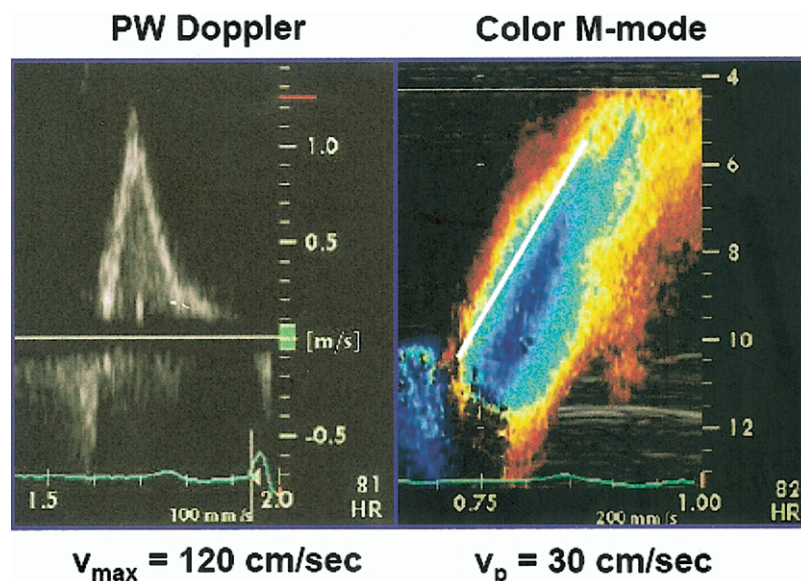 PW Doppler
Color M-mode
1.0
0.5
[m/s]
-0.5
1.5
2.0
100 mm/s
81
HR
4
6
8
10
12
0.75
1.00
200 mm/s
82
HR
vmax = 120 cm/sec
vp = 30 cm/sec